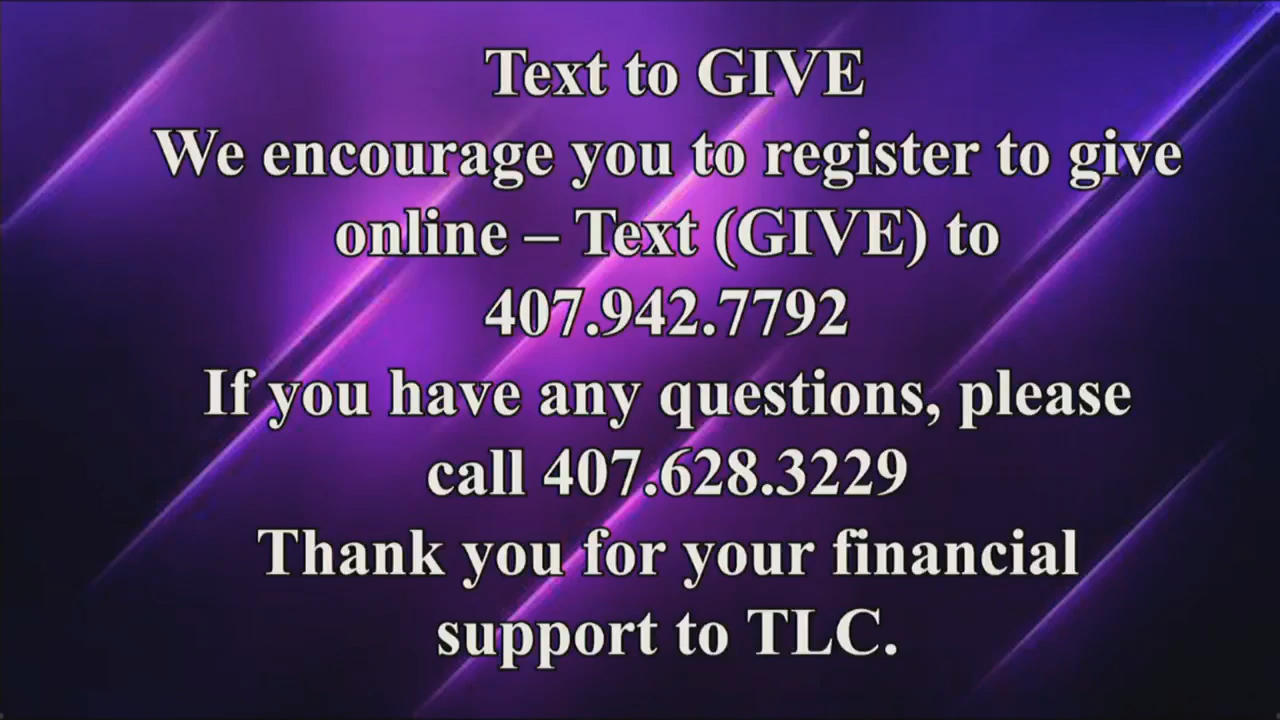 Text to GIVE
We encourage you to register to give
online – Text (GIVE) to
407.942.7792
If you have any questions, please
call 407.628.3229
Thank you for your financial
support to TLC.